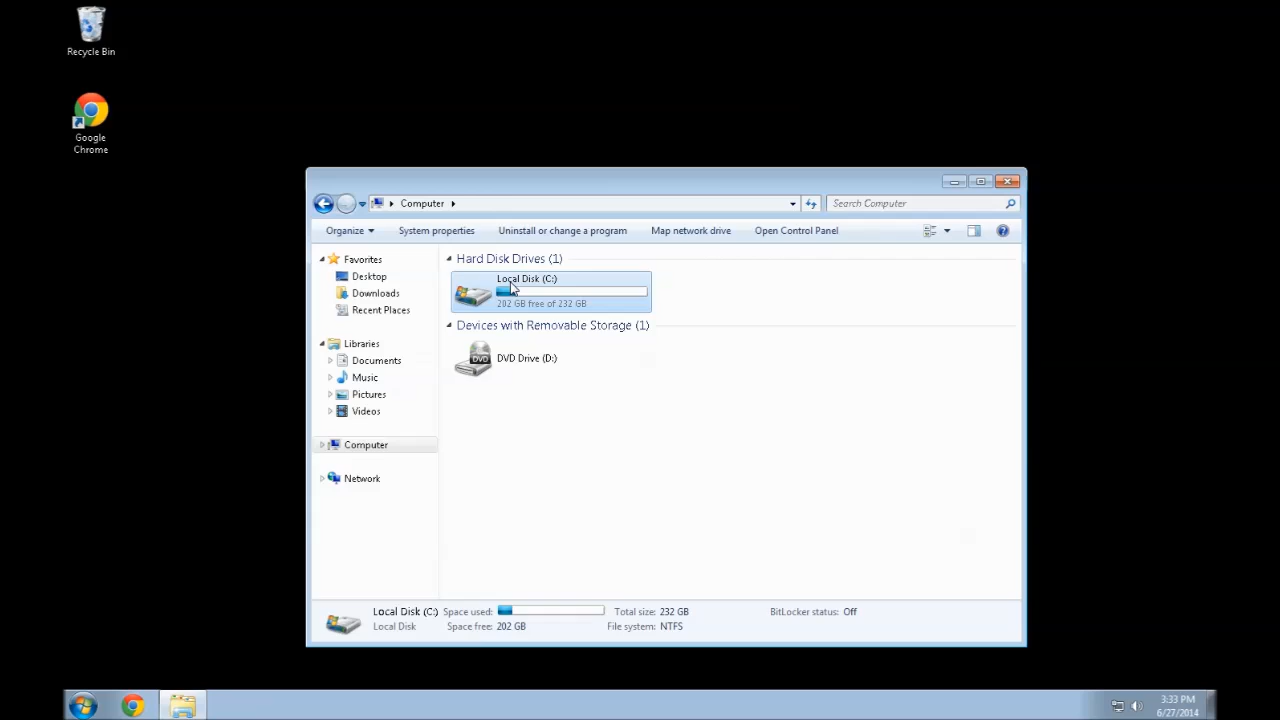 Recycle Bin
Google
Chrome
Computer
Search Computer
Organize
System properties
Uninstall or change a program
Map network drive
Open Control Panel
Favorites
Desktop
Downloads
Recent Places
Libraries
Documents
Music
Pictures
Videos
Computer
Network
Hard Disk Drives (1)
Local Disk (C:)
202 GB free of 232 GB
Devices with Removable Storage (1)
DVD
DVD Drive (D:)
Local Disk (C:) Space used: Total size: 232 GB BitLocker status: Off
Local Disk Space free: 202 GB File system: NTFS
3:33 PM
6/27/2014